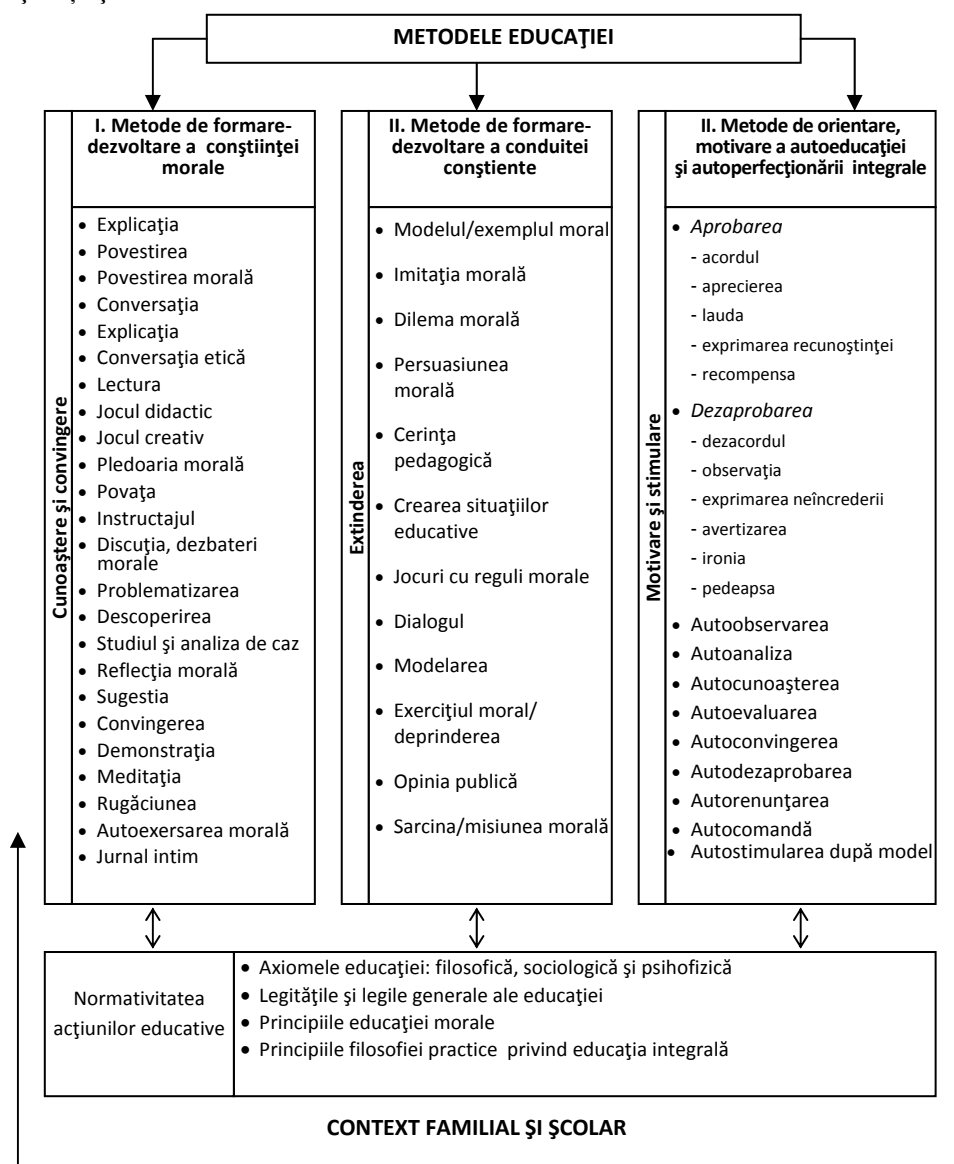 METODELE EDUCAŢIEI
Cunoaştere şi convingere
I. Metode de formare-
dezvoltare a conştiinţei
morale
• Explicaţia
• Povestirea
• Povestirea morală
• Conversaţia
• Explicaţia
• Conversaţia etică
• Lectura
• Jocul didactic
• Jocul creativ
• Pledoaria morală
• Povaţa
• Instructajul
• Discuţia, dezbateri
morale
• Problematizarea
• Descoperirea
• Studiul şi analiza de caz
• Reflecţia morală
• Sugestia
• Convingerea
• Demonstraţia
• Meditaţia
• Rugăciunea
• Autoexersarea morală
• Jurnal intim
Extinderea
II. Metode de formare-
dezvoltare a conduitei
conştiente
• Modelul/exemplul moral
• Imitaţia morală
• Dilema morală
• Persuasiunea
morală
• Cerinţa
pedagogică
• Crearea situaţiilor
educative
• Jocuri cu reguli morale
• Dialogul
• Modelarea
• Exerciţiul moral/
deprinderea
• Opinia publică
• Sarcina/misiunea morală
Motivare şi stimulare
II. Metode de orientare,
motivare a autoeducaţiei
şi autoperfecţionării integrale
• Aprobarea
- acordul
- aprecierea
- lauda
- exprimarea recunoştinţei
- recompensa
• Dezaprobarea
- dezacordul
- observaţia
- exprimarea neîncrederii
- avertizarea
- ironia
- pedeapsa
• Autoobservarea
• Autoanaliza
• Autocunoaşterea
• Autoevaluarea
• Autoconvingerea
• Autodezaprobarea
• Autorenunţarea
• Autocomandă
• Autostimularea după model
Normativitatea
acţiunilor educative
• Axiomele educaţiei: filosofică, sociologică şi psihofizică
• Legităţile şi legile generale ale educaţiei
• Principiile educaţiei morale
• Principiile filosofiei practice privind educaţia integrală
CONTEXT FAMILIAL ŞI ŞCOLAR